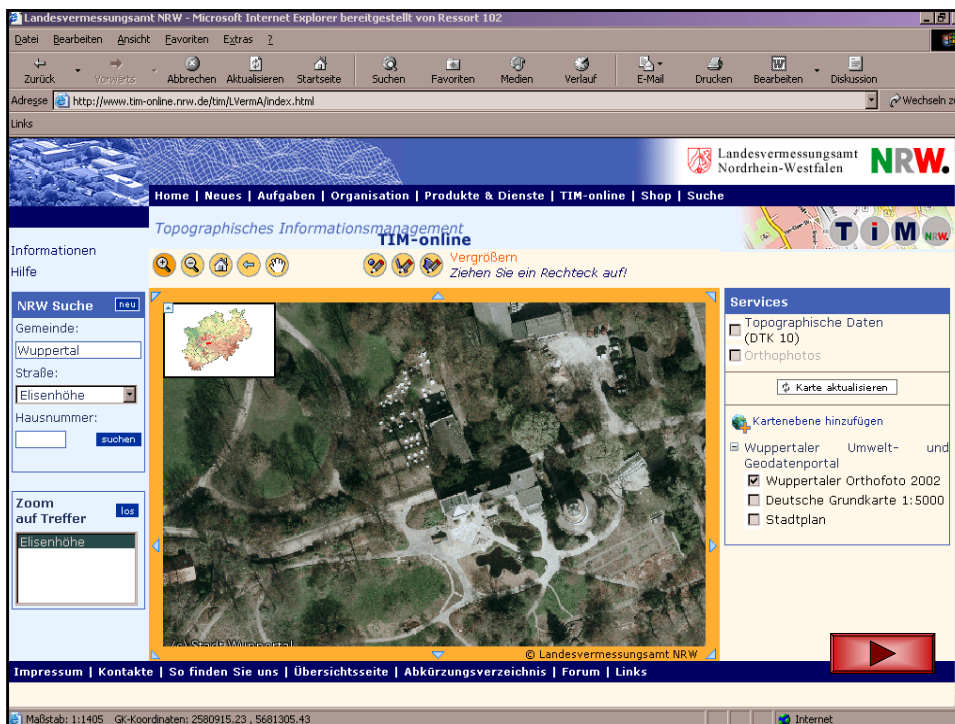 Landesvermessungsamt NRW - Microsoft Internet Explorer bereitgestellt von Ressort 102
Datei Bearbeiten Ansicht Favoriten Extras ?
Zurück Vorwärts Abbrechen Aktualisieren Startseite Suchen Favoriten Medien Verlauf E-Mail Drucken Bearbeiten Diskussion
Adresse http://www.tim-online.nrw.de/tim/LVermA/index.html Wechseln zu
Links
Landesvermessungsamt
Nordrhein-Westfalen
NRW.
Home | Neues | Aufgaben | Organisation | Produkte & Dienste | TIM-online | Shop | Suche
Topographisches Informationsmanagement
TIM-online
TiM NRW.
Informationen
Hilfe
Vergrößern
Ziehen Sie ein Rechteck auf!
NRW Suche neu
Gemeinde:
Wuppertal
Straße:
Elisenhöhe
Hausnummer:
suchen
Zoom
auf Treffer los
Elisenhöhe
(c) Stadt Wuppertal
© Landesvermessungsamt NRW
Services
Topographische Daten
(DTK 10)
Orthophotos
Karte aktualisieren
Kartenebene hinzufügen
Wuppertaler Umwelt- und
Geodatenportal
Wuppertaler Orthofoto 2002
Deutsche Grundkarte 1:5000
Stadtplan
Impressum | Kontakte | So finden Sie uns | Übersichtsseite | Abkürzungsverzeichnis | Forum | Links
Maßstab: 1:1405 GK-Koordinaten: 2580915.23 , 5681305.43 Internet